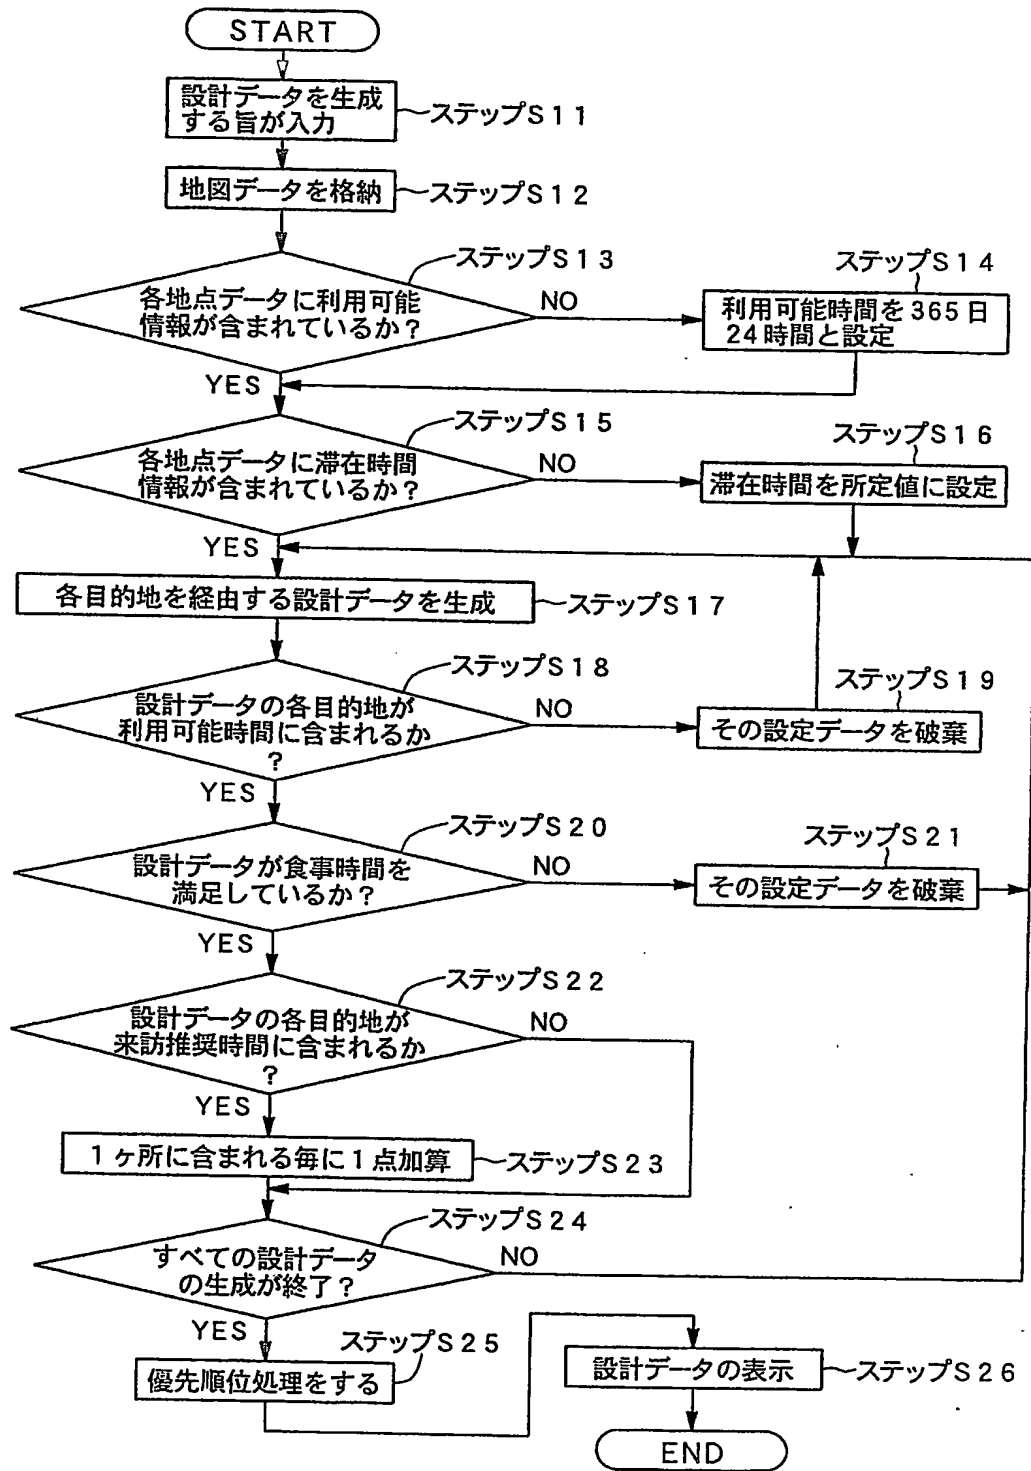 START
設計データを生成
する旨が入力
ステップS11
地図データを格納
ステップS12
ステップS13
各地点データに利用可能
情報が含まれているか?
NO
ステップS14
利用可能時間を365日
24時間と設定
YES
ステップS15
各地点データに滞在時間
情報が含まれているか?
NO
ステップS16
滞在時間を所定値に設定
YES
各目的地を経由する設計データを生成
ステップS17
ステップS18
設計データの各目的地が
利用可能時間に含まれるか
?
NO
ステップS19
その設定データを破棄
YES
ステップS20
設計データが食事時間を
満足しているか?
NO
ステップS21
その設定データを破棄
YES
ステップS22
設計データの各目的地が
来訪推奨時間に含まれるか
?
NO
YES
1ヶ所に含まれる毎に1点加算
ステップS23
ステップS24
すべての設計データ
の生成が終了?
NO
YES
ステップS25
優先順位処理をする
設計データの表示
ステップS26
END